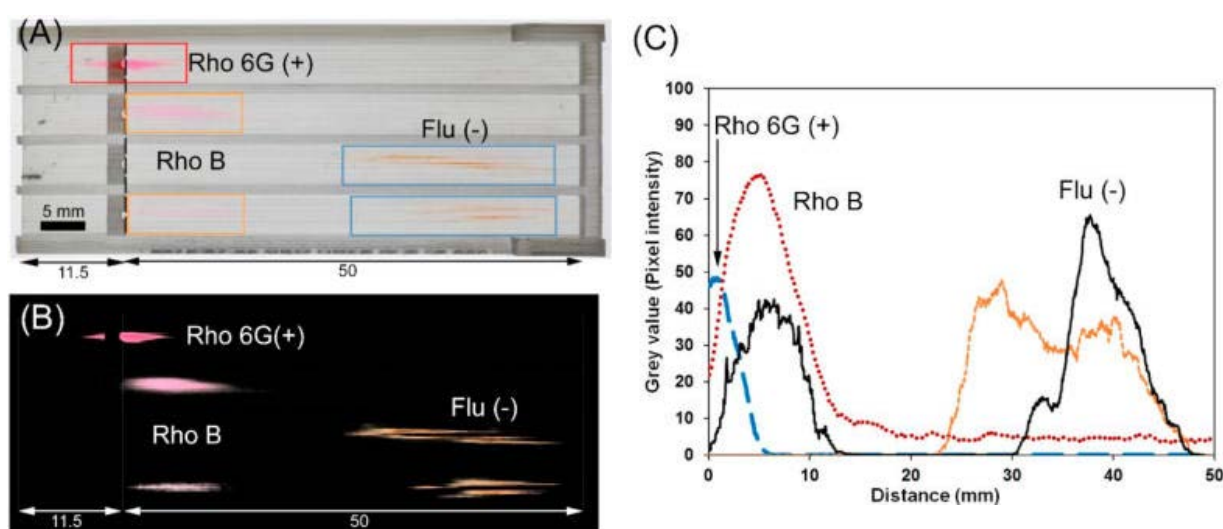 (A)
Rho 6G (+)
Flu (-)
Rho B
5 mm
11.5
50
(B)
Rho 6G(+)
Flu (-)
Rho B
11.5
50
(C)
100
90
80
70
60
50
40
30
20
10
0
Grey value (Pixel intensity)
Rho 6G (+)
Rho B
Flu (-)
0
10
20
30
40
50
Distance (mm)